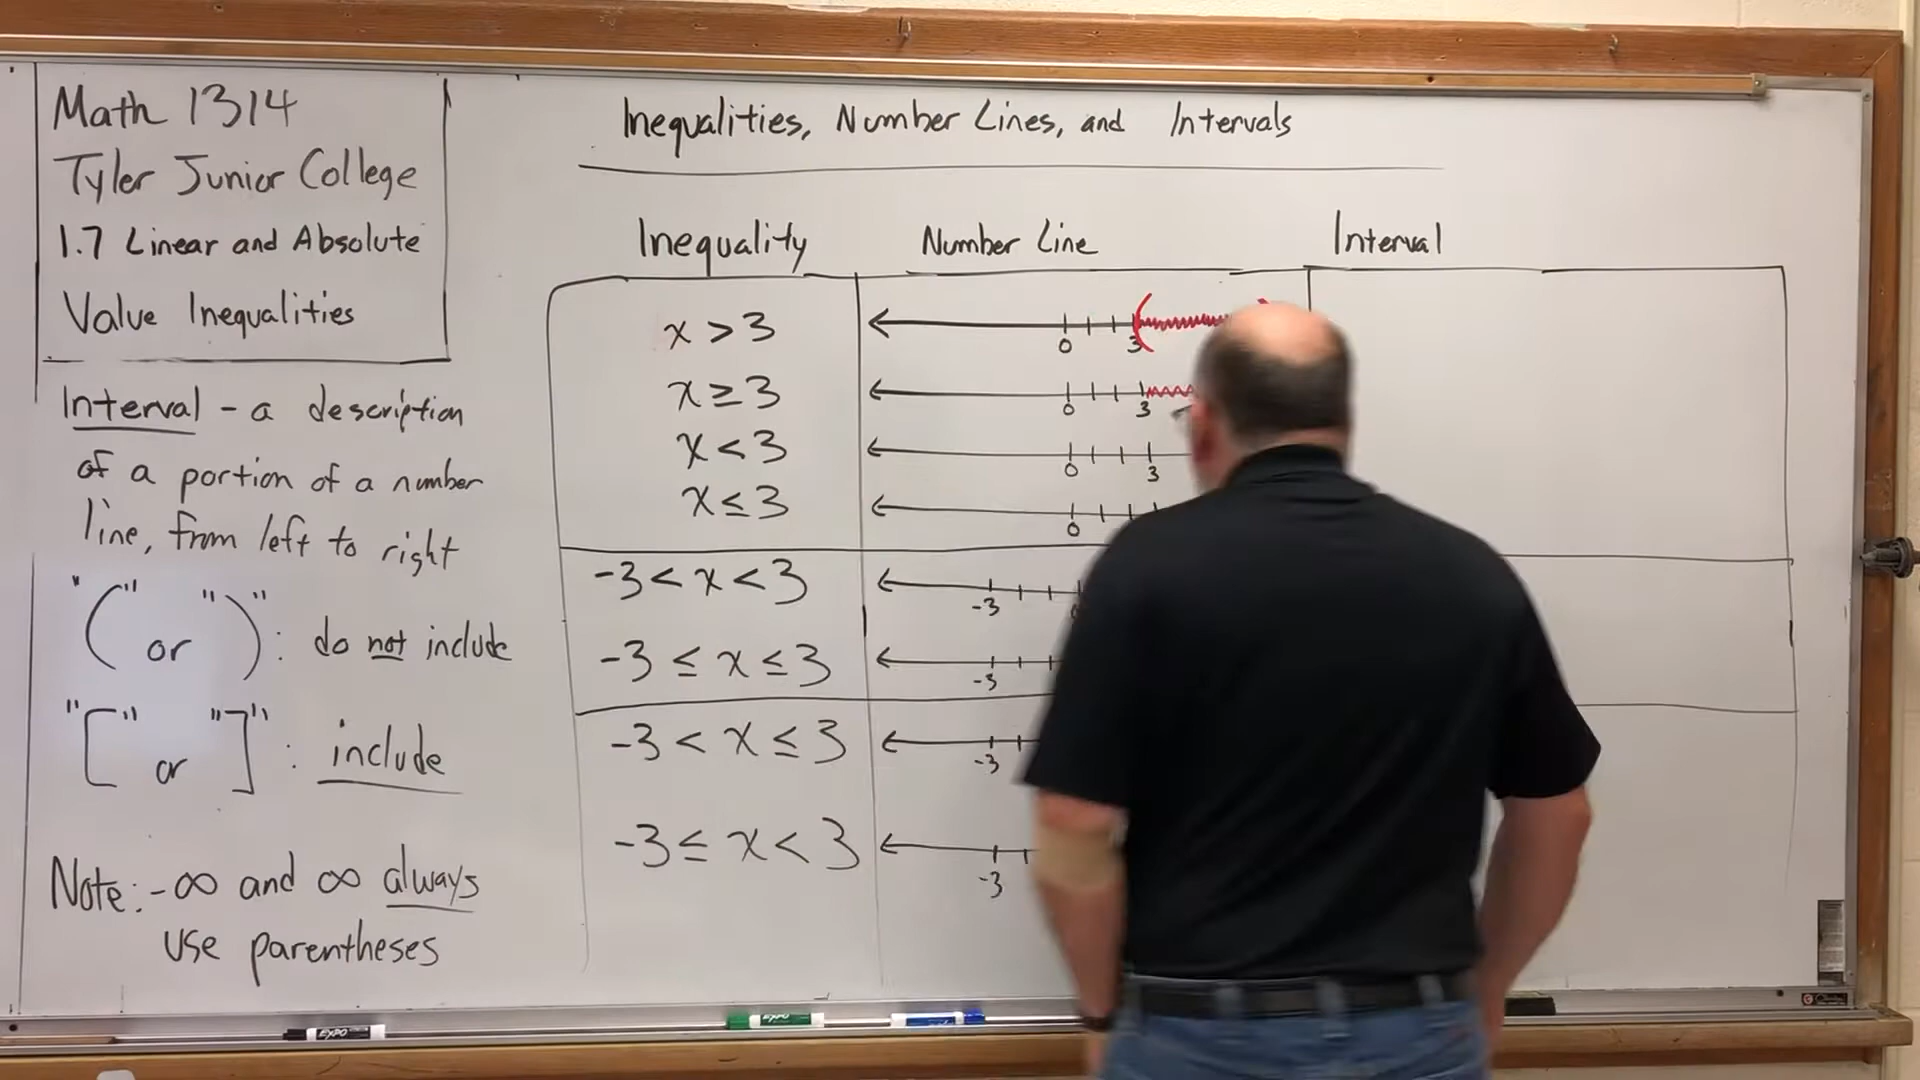 Math 1314
Tyler Junior College
1.7 Linear and Absolute
Value Inequalities
Interval - a description
of a portion of a number
line, from left to right
"(" or ")": do not include
"[" or "]": include
Note: -∞ and ∞ always
use parentheses
Inequalities, Number Lines, and Intervals
Inequality Number Line Interval
x > 3
0 3
x ≥ 3
0 3
x < 3
0 3
x ≤ 3
0
-3 < x < 3
-3
-3 ≤ x ≤ 3
-3
-3 < x ≤ 3
-3
-3 ≤ x < 3
-3
EXPO
EXPO
EXPO